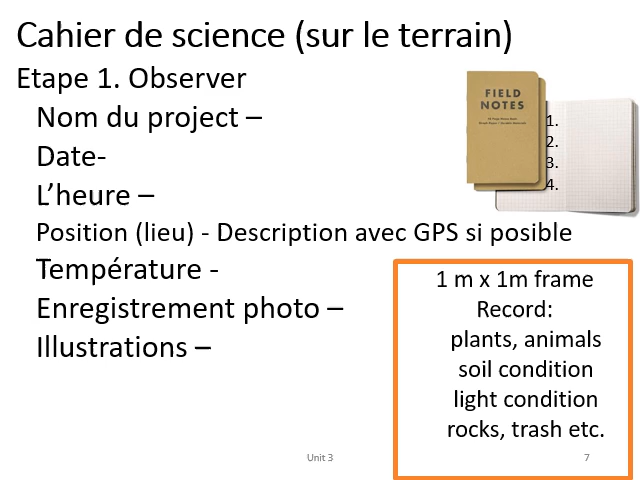 Cahier de science (sur le terrain)
Etape 1. Observer
Nom du project –
Date-
L’heure –
Position (lieu) - Description avec GPS si posible
Température -
Enregistrement photo –
Illustrations –
FIELD
NOTES
1.
2.
3.
4.
1 m x 1m frame
Record:
plants, animals
soil condition
light condition
rocks, trash etc.
Unit 3
7